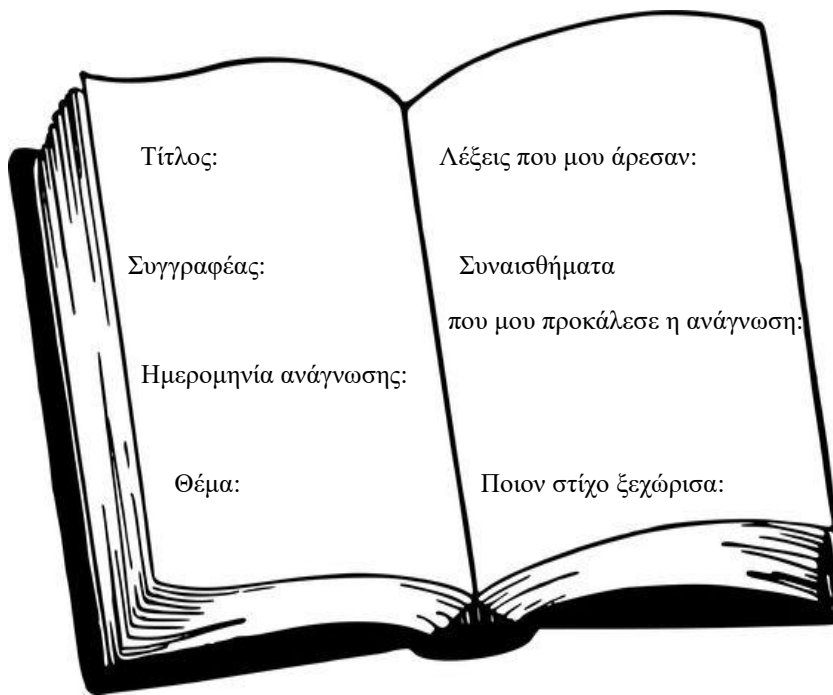 Τίτλος:
Συγγραφέας:
Ημερομηνία ανάγνωσης:
Θέμα:
Λέξεις που μου άρεσαν:
Συναισθήματα
που μου προκάλεσε η ανάγνωση:
Ποιον στίχο ξεχώρισα: